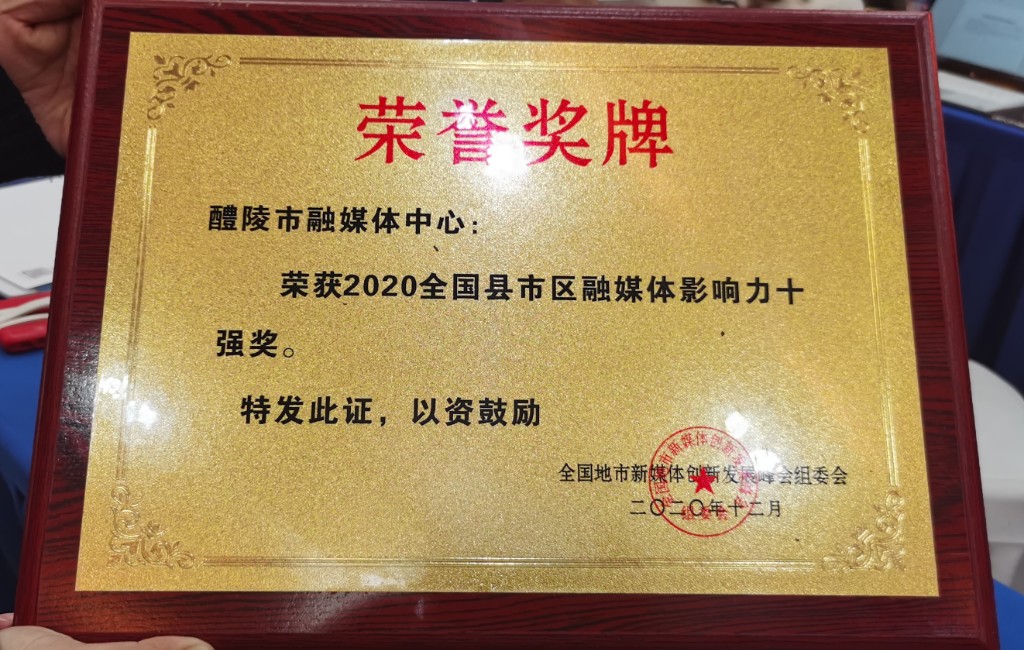 荣誉奖牌
醴陵市融媒体中心:
荣获2020全国县市区融媒体影响力十
强奖。
特发此证，以资鼓励
全国地市新媒体创新发展峰会组委会
二〇二〇年十二月
组委会